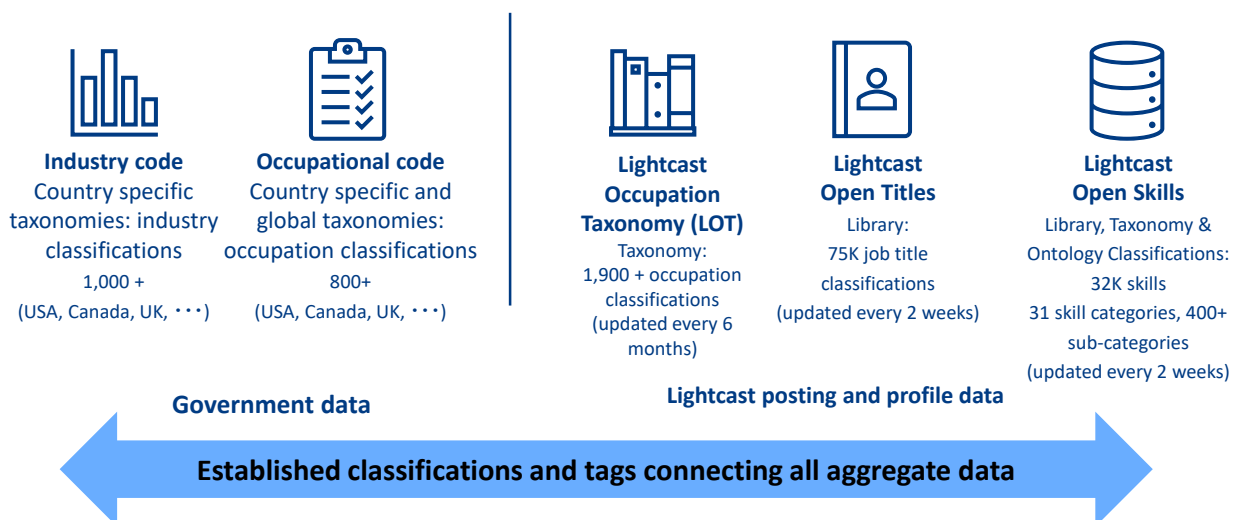 Industry code
Country specific
taxonomies: industry
classifications
1,000 +
(USA, Canada, UK, ･･･)
Occupational code
Country specific and
global taxonomies:
occupation classifications
800+
(USA, Canada, UK, ･･･)
Lightcast
Occupation
Taxonomy (LOT)
Taxonomy:
1,900 + occupation
classifications
(updated every 6
months)
Lightcast
Open Titles
Library:
75K job title
classifications
(updated every 2 weeks)
Lightcast
Open Skills
Library, Taxonomy &
Ontology Classifications:
32K skills
31 skill categories, 400+
sub-categories
(updated every 2 weeks)
Government data
Lightcast posting and profile data
Established classifications and tags connecting all aggregate data